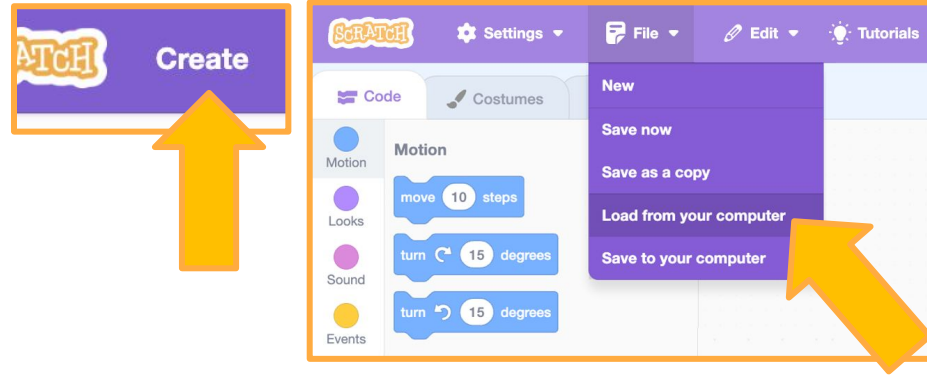 ATCH Create
SCRATCH Settings File Edit Tutorials
Code Costumes
New
Save now
Save as a copy
Load from your computer
Save to your computer
Motion
Looks
Sound
Events
Motion
move 10 steps
turn 15 degrees
turn 15 degrees